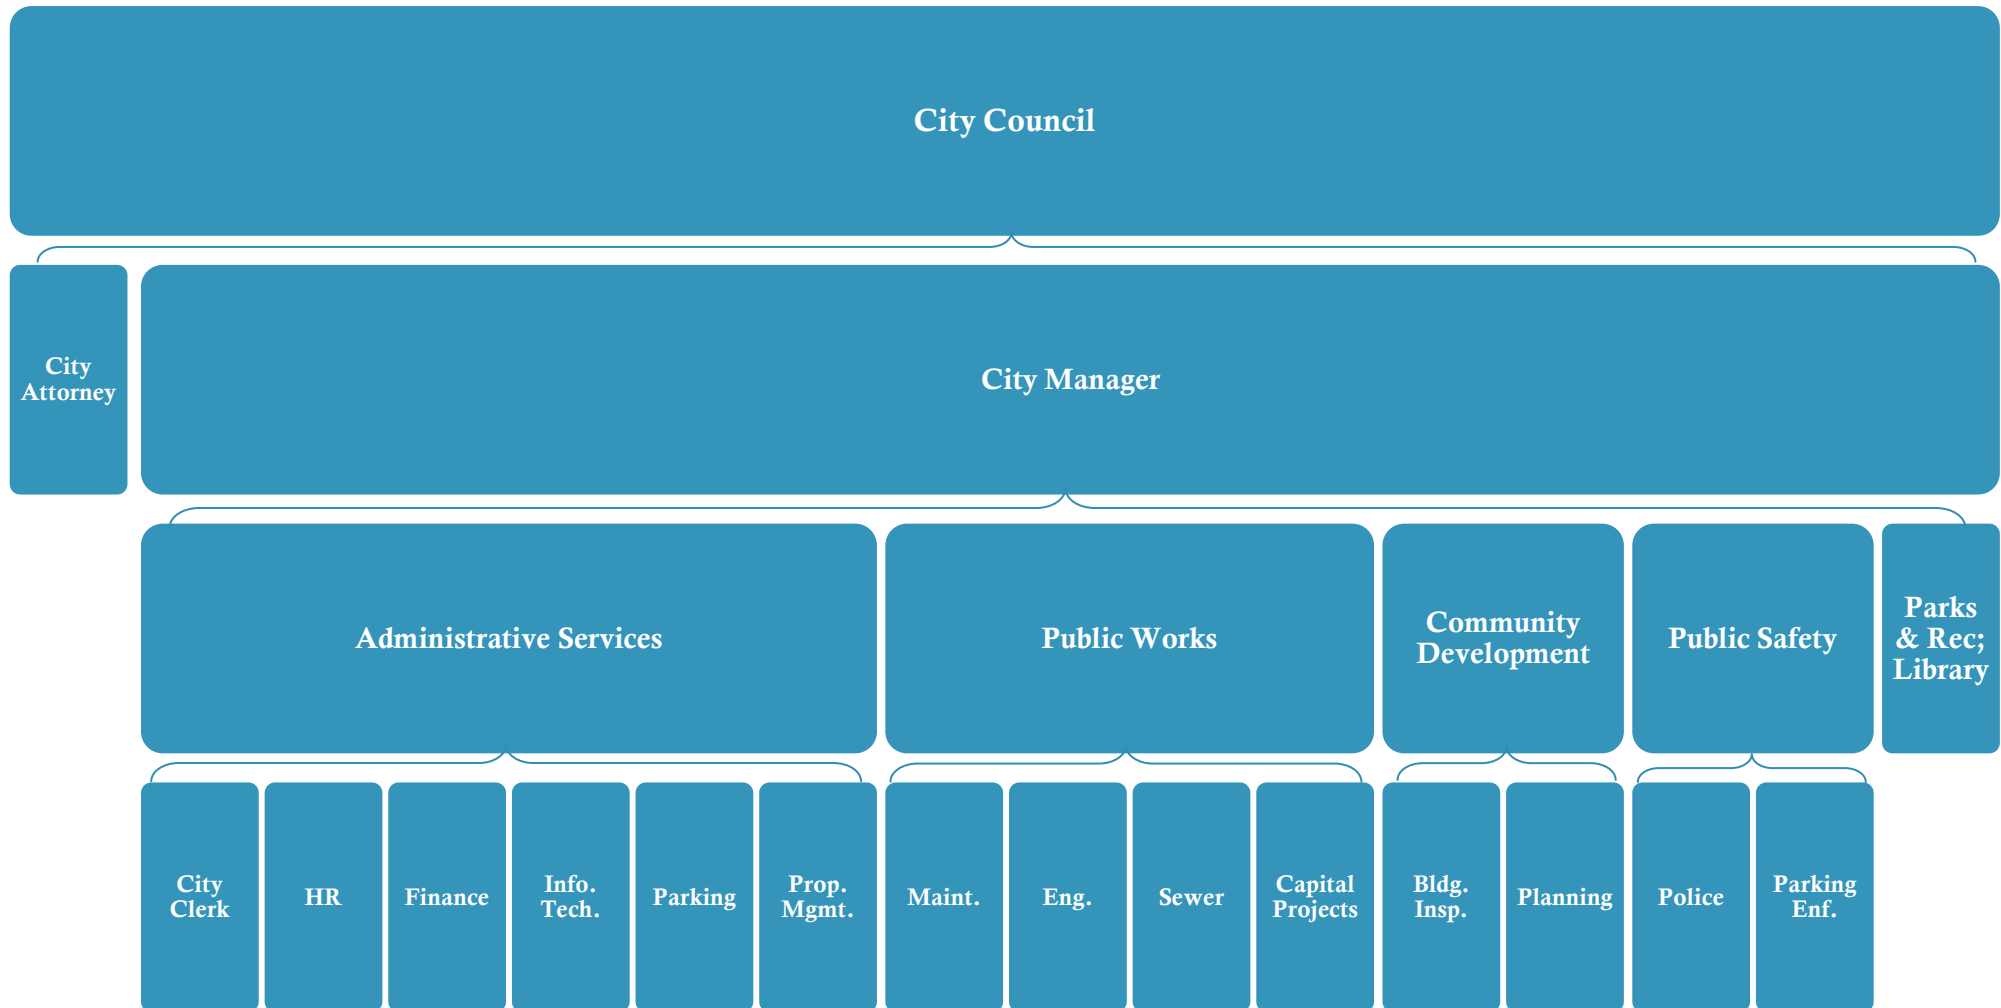 City Council
City
Attorney
City Manager
Administrative Services
Public Works
Community
Development
Public Safety
Parks
& Rec;
Library
City
Clerk
HR
Finance
Info.
Tech.
Parking
Prop.
Mgmt.
Maint.
Eng.
Sewer
Capital
Projects
Bldg.
Insp.
Planning
Police
Parking
Enf.